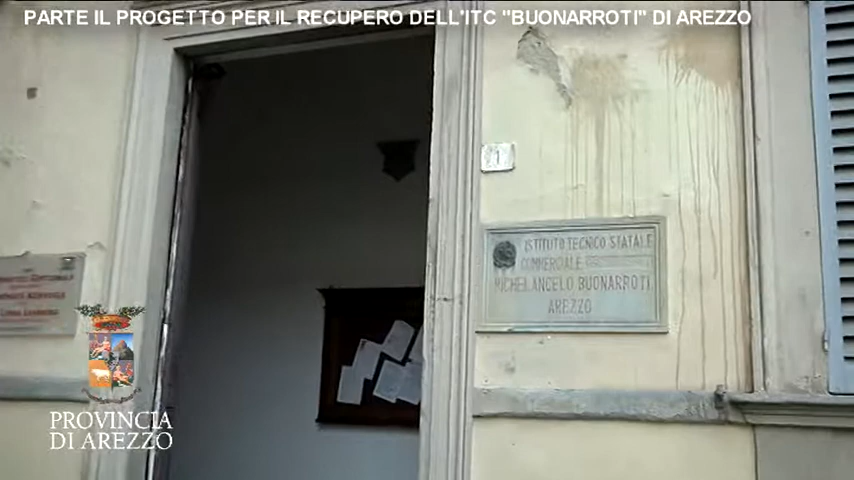 PARTE IL PROGETTO PER IL RECUPERO DELL'ITC "BUONARROTI" DI AREZZO
1
ISTITUTO TECNICO STATALE
COMMERCIALE
MICHELANGELO BUONARROTI
AREZZO
PROVINCIA
DI AREZZO